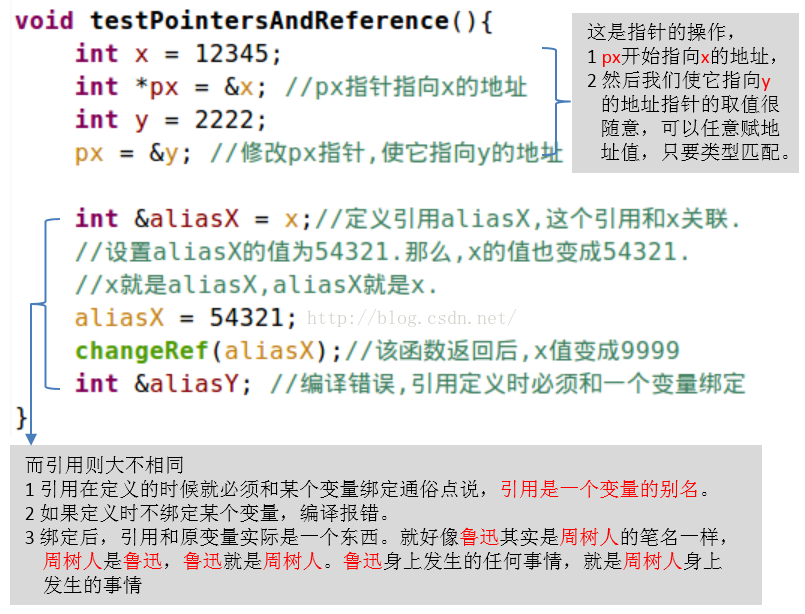 void testPointersAndReference(){
int x = 12345;
int *px = &x; //px指针指向x的地址
int y = 2222;
px = &y; //修改px指针,使它指向y的地址
这是指针的操作，
1 px开始指向x的地址，
2 然后我们使它指向y
的地址指针的取值很
随意，可以任意赋地
址值，只要类型匹配。
int &aliasX = x;//定义引用aliasX,这个引用和x关联.
//设置aliasX的值为54321.那么,x的值也变成54321.
//x就是aliasX,aliasX就是x.
aliasX = 54321;
http://blog.csdn.net/
changeRef(aliasX);//该函数返回后,x值变成9999
int &aliasY; //编译错误,引用定义时必须和一个变量绑定
}
而引用则大不相同
1 引用在定义的时候就必须和某个变量绑定通俗点说，引用是一个变量的别名。
2 如果定义时不绑定某个变量，编译报错。
3 绑定后，引用和原变量实际是一个东西。就好像鲁迅其实是周树人的笔名一样，
周树人是鲁迅，鲁迅就是周树人。鲁迅身上发生的任何事情，就是周树人身上
发生的事情